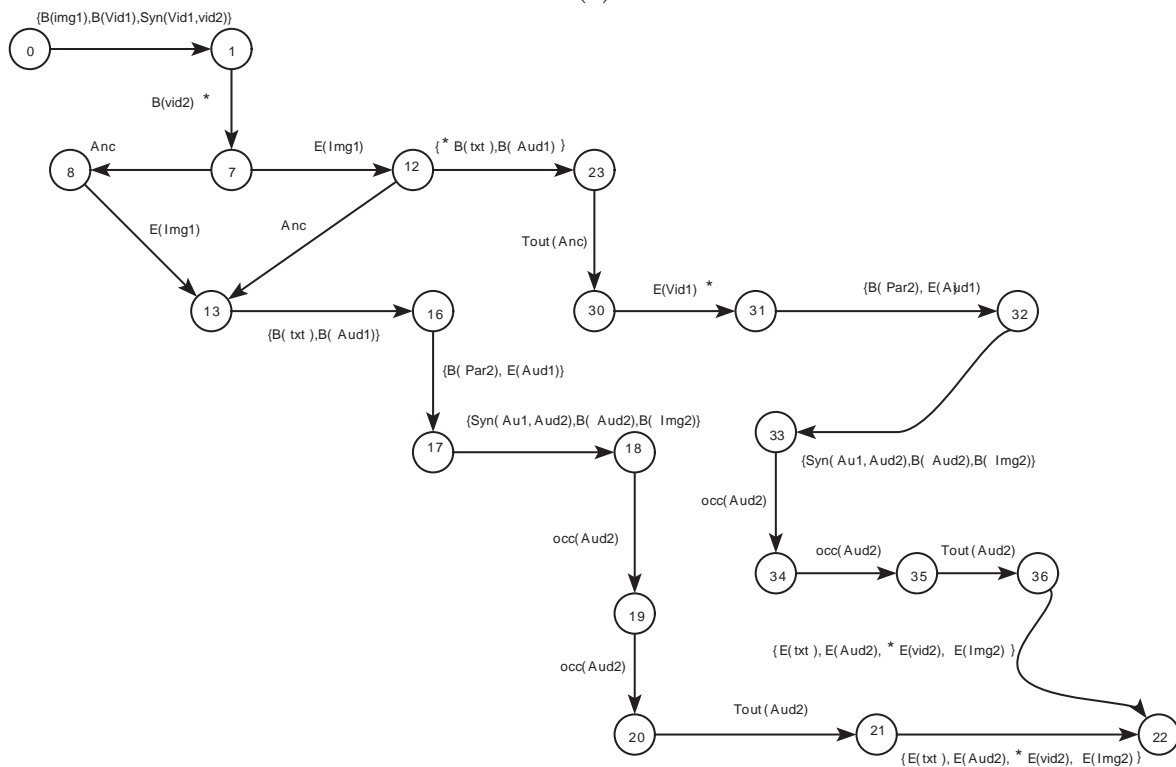 {B(img1),B(Vid1),Syn(Vid1,vid2)}
0
1
B(vid2) *
Anc
E(Img1)
{ * B( txt ),B( Aud1) }
8
7
12
23
E(Img1)
Anc
Tout(Anc)
E(Vid1) *
{B( Par2), E(Aud1)
13
16
30
31
32
{B( txt ),B( Aud1)}
{B( Par2), E(Aud1)}
{Syn( Au1, Aud2),B( Aud2),B( Img2)}
17
18
33
{Syn( Au1, Aud2),B( Aud2),B( Img2)}
occ(Aud2)
occ(Aud2)
occ(Aud2)
Tout(Aud2)
34
35
36
19
{E(txt ), E(Aud2), * E(vid2), E(Img2) }
occ(Aud2)
Tout(Aud2)
20
21
22
{E(txt ), E(Aud2), * E(vid2), E(Img2) }